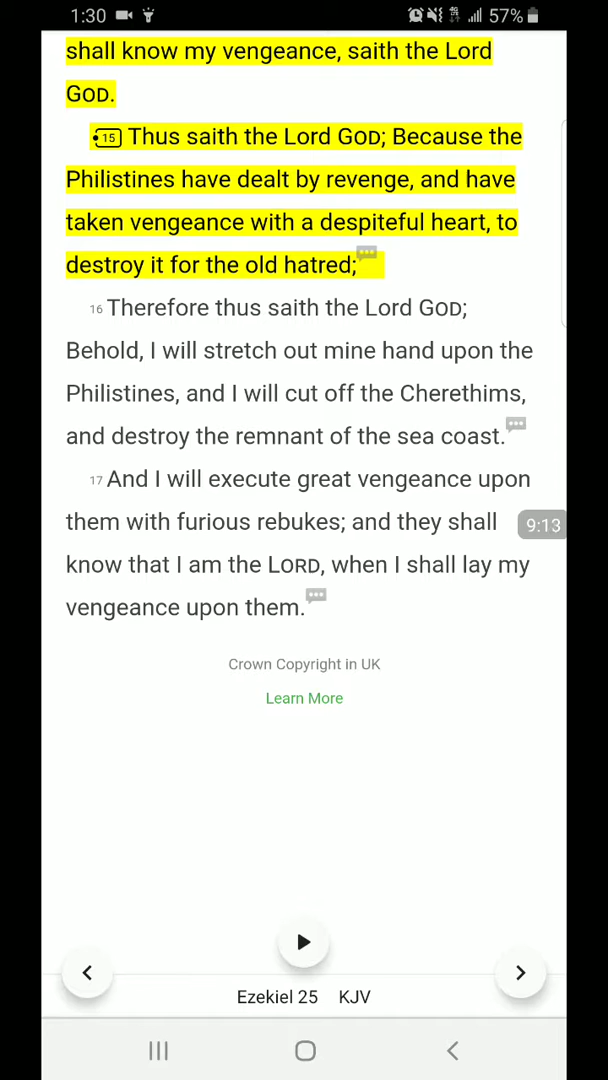 1:30 57%
shall know my vengeance, saith the Lord
GOD.
15 Thus saith the Lord GOD; Because the
Philistines have dealt by revenge, and have
taken vengeance with a despiteful heart, to
destroy it for the old hatred;
16 Therefore thus saith the Lord GOD;
Behold, I will stretch out mine hand upon the
Philistines, and I will cut off the Cherethims,
and destroy the remnant of the sea coast.
17 And I will execute great vengeance upon
them with furious rebukes; and they shall
9:13
know that I am the LORD, when I shall lay my
vengeance upon them.
Crown Copyright in UK
Learn More
Ezekiel 25 KJV